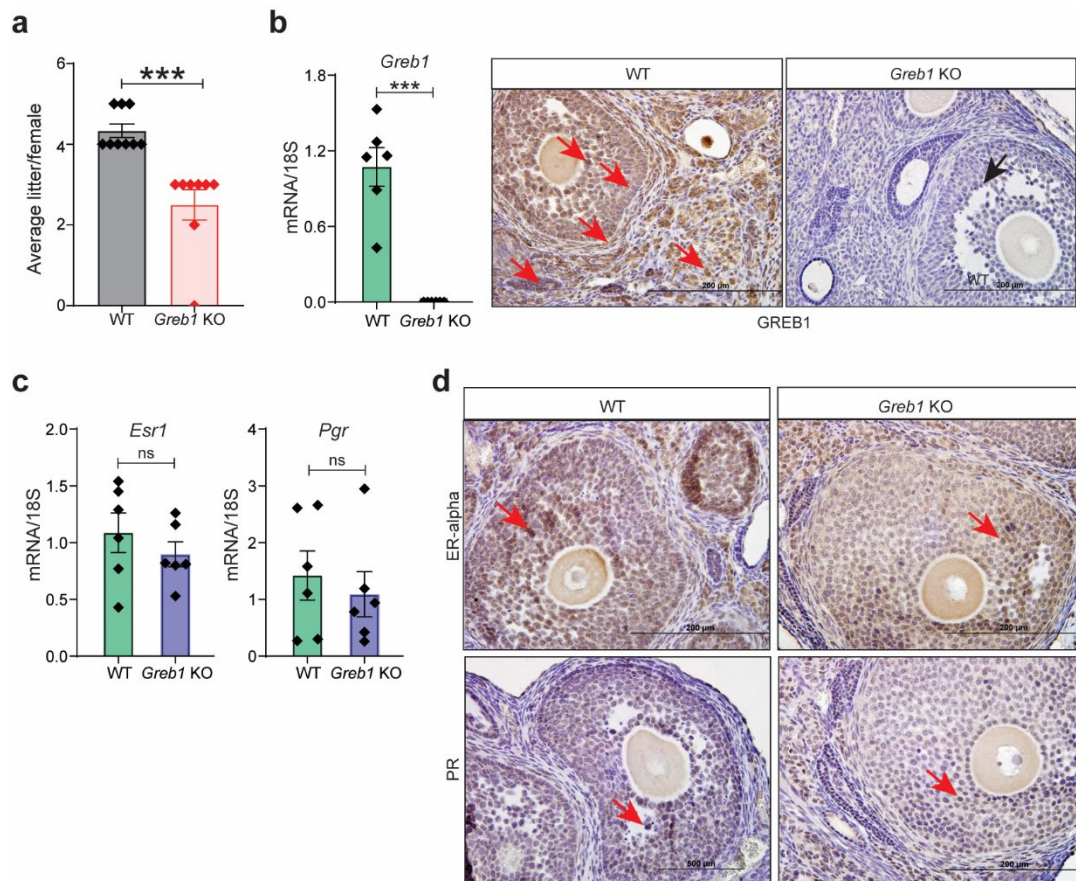 a
***
Average litter/female
6
4
2
0
WT
Greb1 KO
b
Greb1
***
mRNA/18S
1.8
1.2
0.6
0.0
WT
Greb1 KO
WT
Greb1 KO
200 µm
WT
200 µm
GREB1
c
Esr1
ns
mRNA/18S
2.0
1.5
1.0
0.5
0.0
WT
Greb1 KO
Pgr
ns
mRNA/18S
4
3
2
1
0
WT
Greb1 KO
d
WT
Greb1 KO
ER-alpha
200 µm
200 µm
PR
500 µm
200 µm